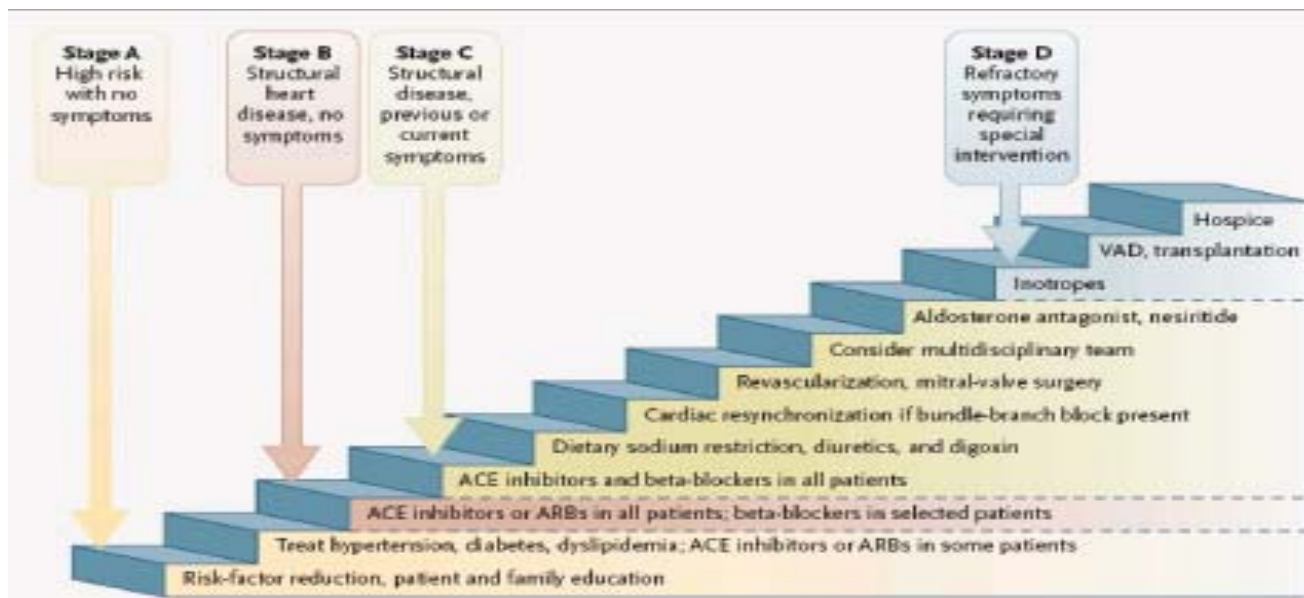 Stage A
High risk
with no
symptoms
Stage B
Structural
heart
disease, no
symptoms
Stage C
Structural
disease,
previous or
current
symptoms
Stage D
Refractory
symptoms
requiring
special
intervention
Hospice
VAD, transplantation
Inotropes
Aldosterone antagonist, nesiritide
Consider multidisciplinary team
Revascularization, mitral-valve surgery
Cardiac resynchronization if bundle-branch block present
Dietary sodium restriction, diuretics, and digoxin
ACE inhibitors and beta-blockers in all patients
ACE inhibitors or ARBs in all patients; beta-blockers in selected patients
Treat hypertension, diabetes, dyslipidemia; ACE inhibitors or ARBs in some patients
Risk-factor reduction, patient and family education